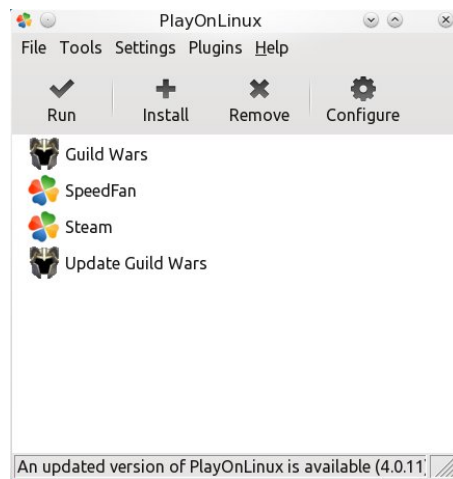 PlayOnLinux
File Tools Settings Plugins Help
Run Install Remove Configure
Guild Wars
SpeedFan
Steam
Update Guild Wars
An updated version of PlayOnLinux is available (4.0.11